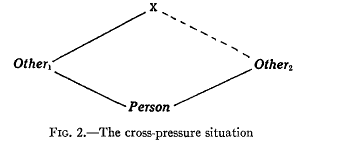 X
Other₁
Other₂
Person
FIG. 2.—The cross-pressure situation